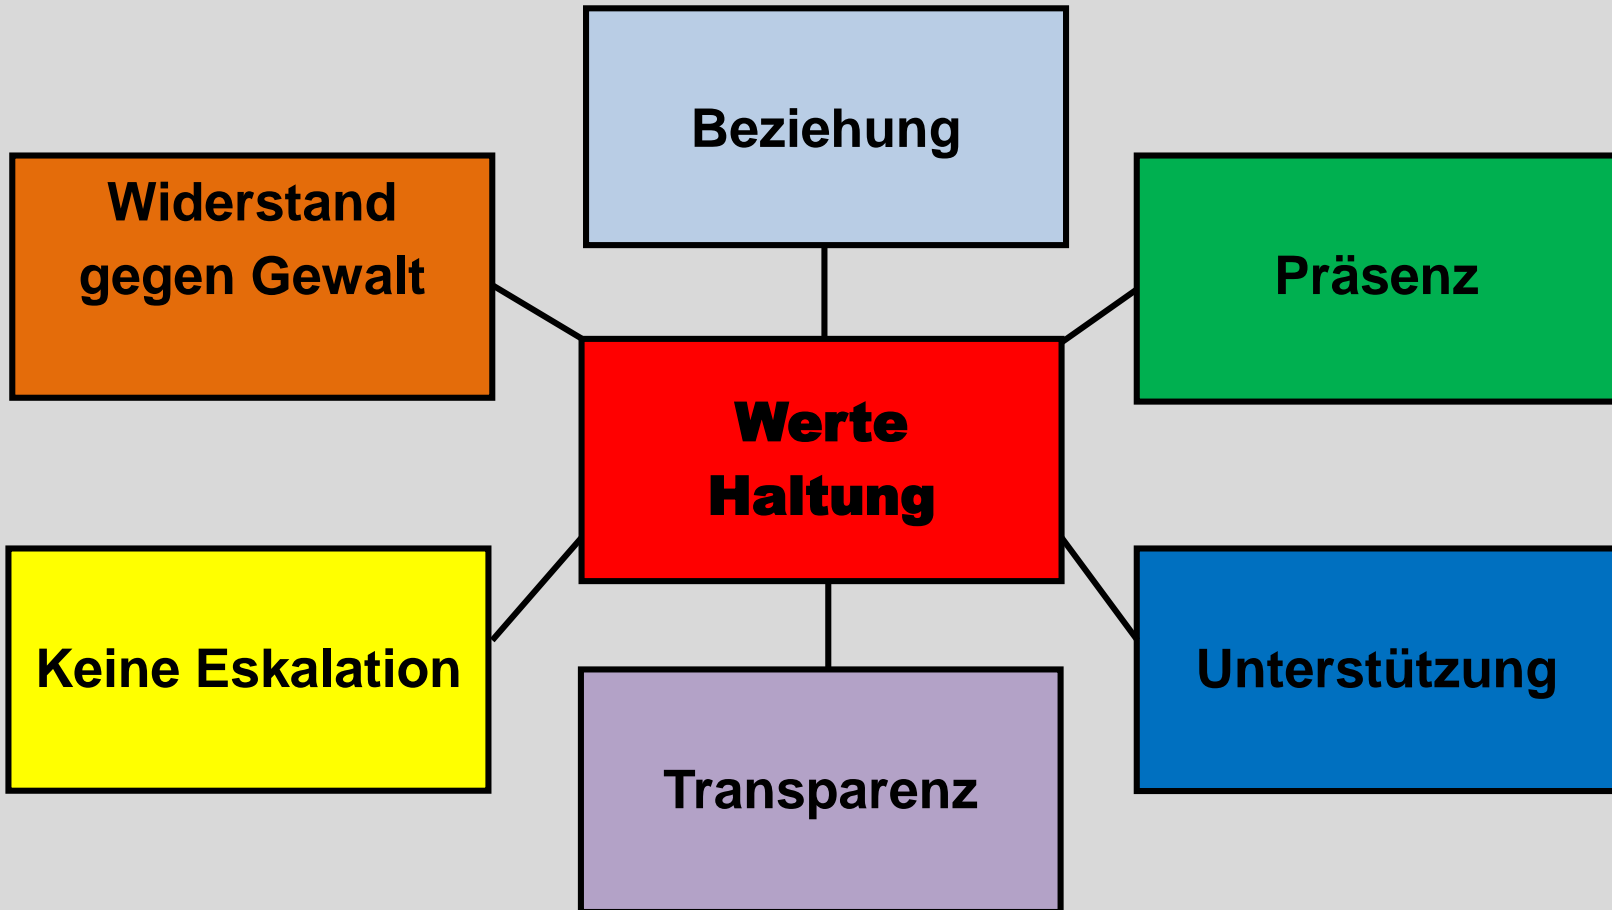 Beziehung
Widerstand
gegen Gewalt
Präsenz
Werte
Haltung
Keine Eskalation
Unterstützung
Transparenz